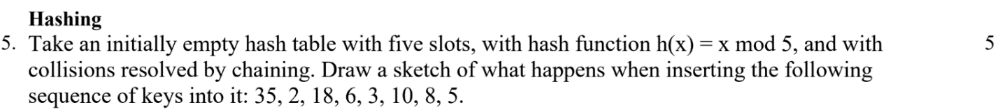 Hashing
5. Take an initially empty hash table with five slots, with hash function h(x) = x mod 5, and with 5
collisions resolved by chaining. Draw a sketch of what happens when inserting the following
sequence of keys into it: 35, 2, 18, 6, 3, 10, 8, 5.